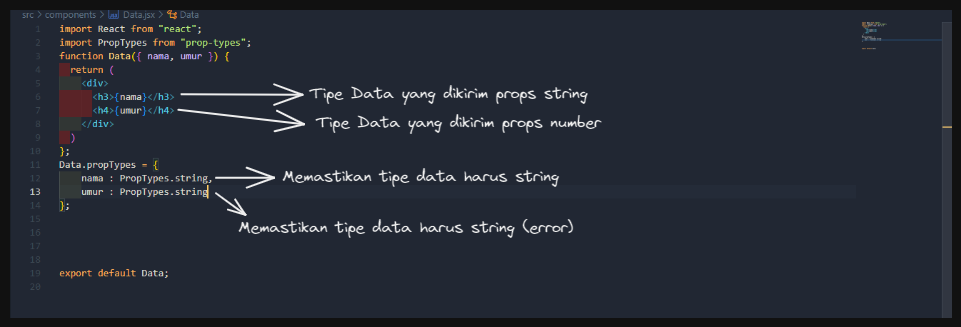 src > components > Data.jsx > Data
1 import React from "react";
2 import PropTypes from "prop-types";
3 function Data({ nama, umur }) {
4 return (
5 <div>
6 <h3>{nama}</h3> Tipe Data yang dikirim props string
7 <h4>{umur}</h4> Tipe Data yang dikirim props number
8 </div>
9 )
10 };
11 Data.propTypes = {
12 nama : PropTypes.string, Memastikan tipe data harus string
13 umur : PropTypes.string
14 };
Memastikan tipe data harus string (error)
15
16
17
18
19 export default Data;
20